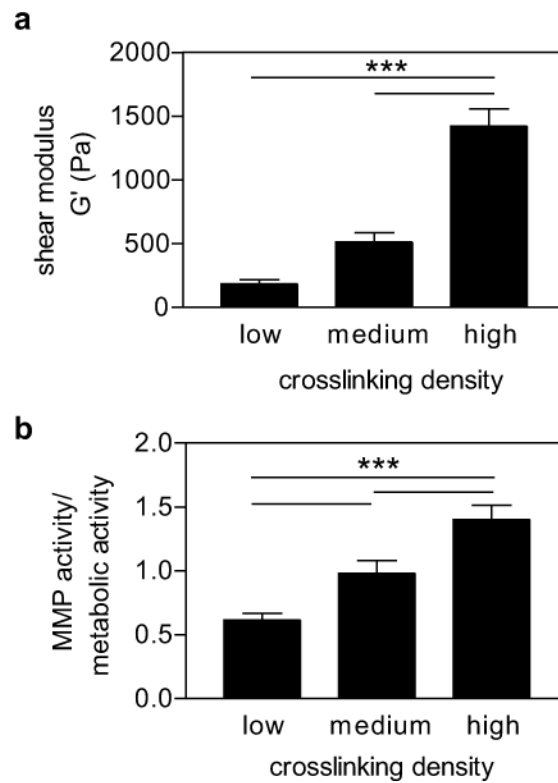 a
shear modulus
G' (Pa)
2000
1500
1000
500
0
***
low medium high
crosslinking density
b
MMP activity/
metabolic activity
2.0
1.5
1.0
0.5
0.0
***
low medium high
crosslinking density